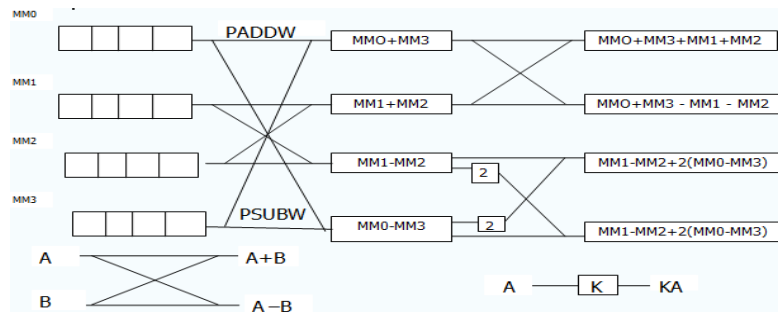 MM0
PADDW
MMO+MM3
MMO+MM3+MM1+MM2
MM1
MM1+MM2
MMO+MM3 - MM1 - MM2
MM2
MM1-MM2
2
MM1-MM2+2(MM0-MM3)
MM3
PSUBW
MM0-MM3
2
MM1-MM2+2(MM0-MM3)
A
A+B
A
K
KA
B
A−B